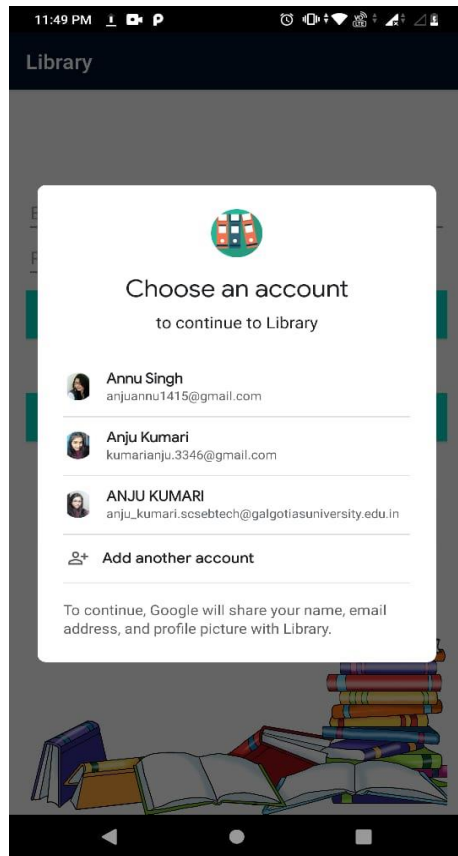 11:49 PM
Library
Choose an account
to continue to Library
Annu Singh
anjuannu1415@gmail.com
Anju Kumari
kumarianju.3346@gmail.com
ANJU KUMARI
anju_kumari.scsebtech@galgotiasuniversity.edu.in
Add another account
To continue, Google will share your name, email
address, and profile picture with Library.